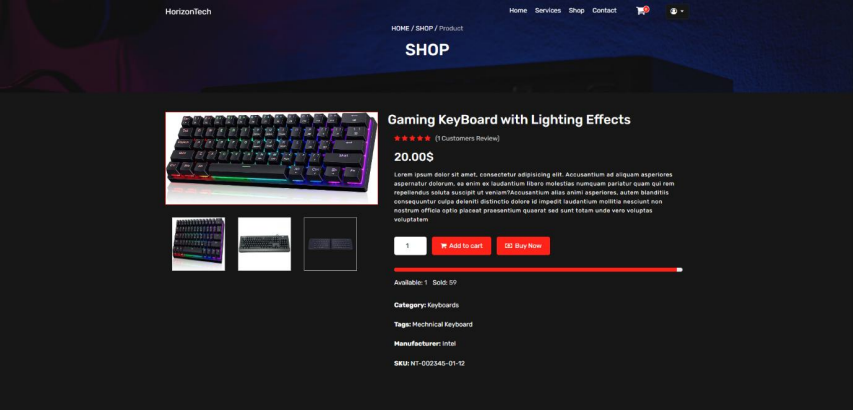 HorizonTech
Home Services Shop Contact
HOME / SHOP / Product
SHOP
Gaming KeyBoard with Lighting Effects
(1 Customers Review)
20.00$
Lorem ipsum dolor sit amet, consectetur adipisicing elit. Accusantium ad aliquam asperiores
aspernatur dolorum, ea enim ex laudantium libero molestias numquam pariatur quam qui rem
repellendus soluta suscipit ut veniam?Accusantium alias animi asperiores, autem blanditiis
consequuntur culpa deleniti distinctio dolore id impedit laudantium mollitia nesciunt non
nostrum officia optio placeat praesentium quaerat sed sunt totam unde vero voluptas
voluptatem
1
Add to cart
Buy Now
Available: 1 Sold: 59
Category: Keyboards
Tags: Mechnical Keyboard
Manufacturer: Intel
SKU: NT-002345-01-12